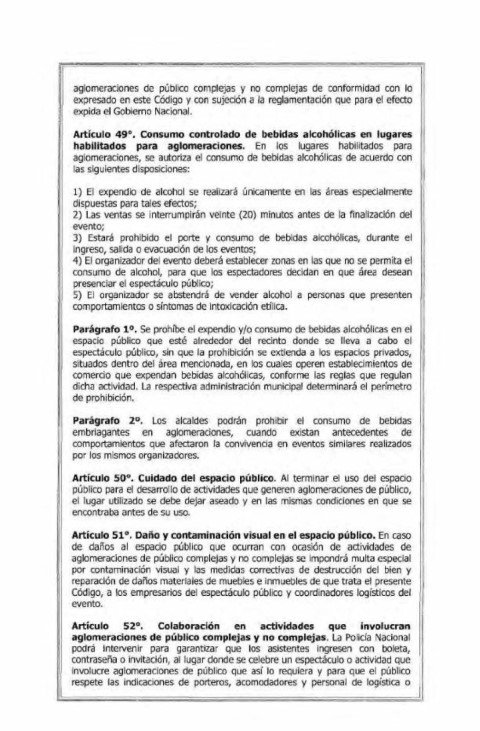 aglomeraciones de público complejas y no complejas de conformidad con lo
expresado en este Código y con sujeción a la reglamentación que para el efecto
expida el Gobierno Nacional.
Artículo 49°. Consumo controlado de bebidas alcohólicas en lugares
habilitados para aglomeraciones. En los lugares habilitados para
aglomeraciones, se autoriza el consumo de bebidas alcohólicas de acuerdo con
las siguientes disposiciones:
1) El expendio de alcohol se realizará únicamente en las áreas especialmente
dispuestas para tales efectos;
2) Las ventas se interrumpirán veinte (20) minutos antes de la finalización del
evento;
3) Estará prohibido el porte y consumo de bebidas alcohólicas, durante el
ingreso, salida o evacuación de los eventos;
4) El organizador del evento deberá establecer zonas en las que no se permita el
consumo de alcohol, para que los espectadores decidan en que área desean
presenciar el espectáculo público;
5) El organizador se abstendrá de vender alcohol a personas que presenten
comportamientos o síntomas de intoxicación etílica.
Parágrafo 1º. Se prohíbe el expendio y/o consumo de bebidas alcohólicas en el
espacio público que esté alrededor del recinto donde se lleva a cabo el
espectáculo público, sin que la prohibición se extienda a los espacios privados,
situados dentro del área mencionada, en los cuales operen establecimientos de
comercio que expendan bebidas alcohólicas, conforme las reglas que regulan
dicha actividad. La respectiva administración municipal determinará el perímetro
de prohibición.
Parágrafo 2º. Los alcaldes podrán prohibir el consumo de bebidas
embriagantes en aglomeraciones, cuando existan antecedentes de
comportamientos que afectaron la convivencia en eventos similares realizados
por los mismos organizadores.
Artículo 50°. Cuidado del espacio público. Al terminar el uso del espacio
público para el desarrollo de actividades que generen aglomeraciones de público,
el lugar utilizado se debe dejar aseado y en las mismas condiciones en que se
encontraba antes de su uso.
Artículo 51°. Daño y contaminación visual en el espacio público. En caso
de daños al espacio público que ocurran con ocasión de actividades de
aglomeraciones de público complejas y no complejas se impondrá multa especial
por contaminación visual y las medidas correctivas de destrucción del bien y
reparación de daños materiales de muebles e inmuebles de que trata el presente
Código, a los empresarios del espectáculo público y coordinadores logísticos del
evento.
Artículo 52°. Colaboración en actividades que involucran
aglomeraciones de público complejas y no complejas. La Policía Nacional
podrá intervenir para garantizar que los asistentes ingresen con boleta,
contraseña o invitación, al lugar donde se celebre un espectáculo o actividad que
involucre aglomeraciones de público que así lo requiera y para que el público
respete las indicaciones de porteros, acomodadores y personal de logística o